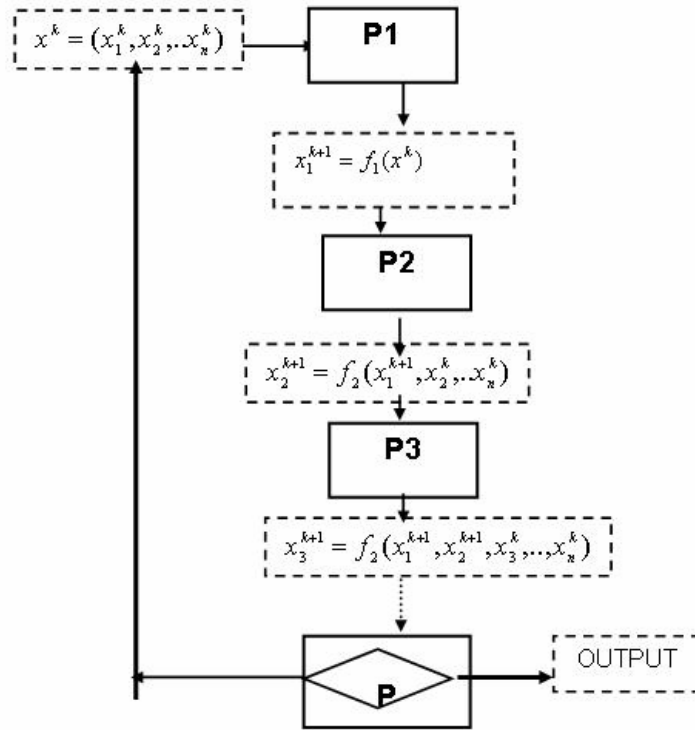 x^k = (x_1^k, x_2^k, ..x_n^k)
P1
x_1^{k+1} = f_1(x^k)
P2
x_2^{k+1} = f_2(x_1^{k+1}, x_2^k, ..x_n^k)
P3
x_3^{k+1} = f_2(x_1^{k+1}, x_2^{k+1}, x_3^k, .., x_n^k)
P
OUTPUT